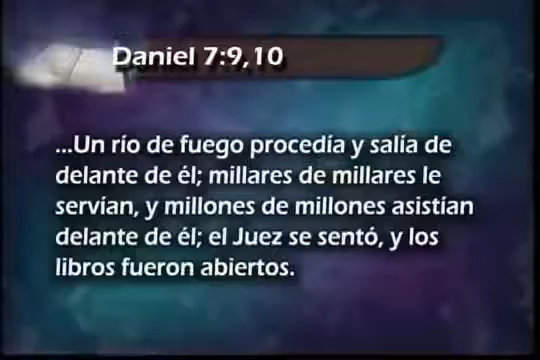 Daniel 7:9,10
...Un río de fuego procedía y salía de
delante de él; millares de millares le
servían, y millones de millones asistían
delante de él; el Juez se sentó, y los
libros fueron abiertos.